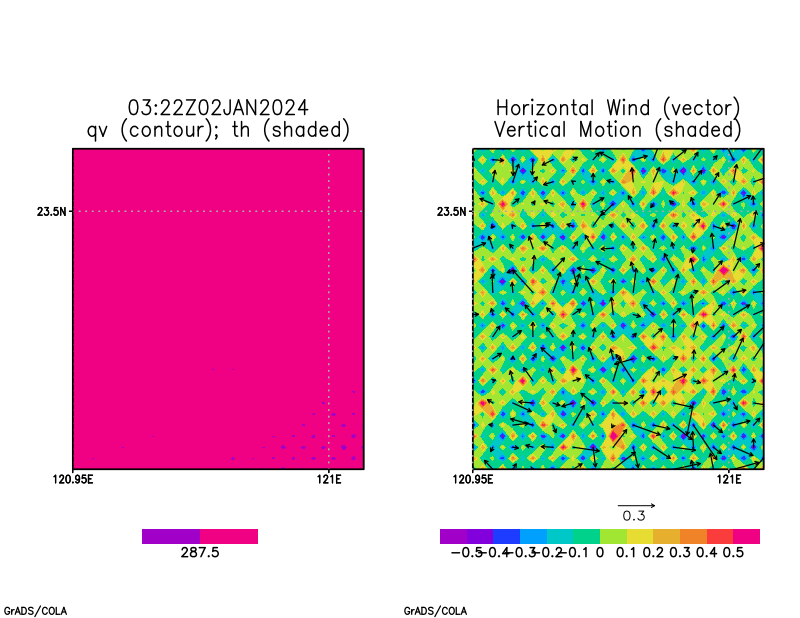 03:22Z02JAN2024
qv (contour); th (shaded)
23.5N
120.95E
121E
287.5
Horizontal Wind (vector)
Vertical Motion (shaded)
23.5N
120.95E
121E
0.3
-0.5 -0.4 -0.3 -0.2 -0.1 0 0.1 0.2 0.3 0.4 0.5
GrADS/COLA
GrADS/COLA